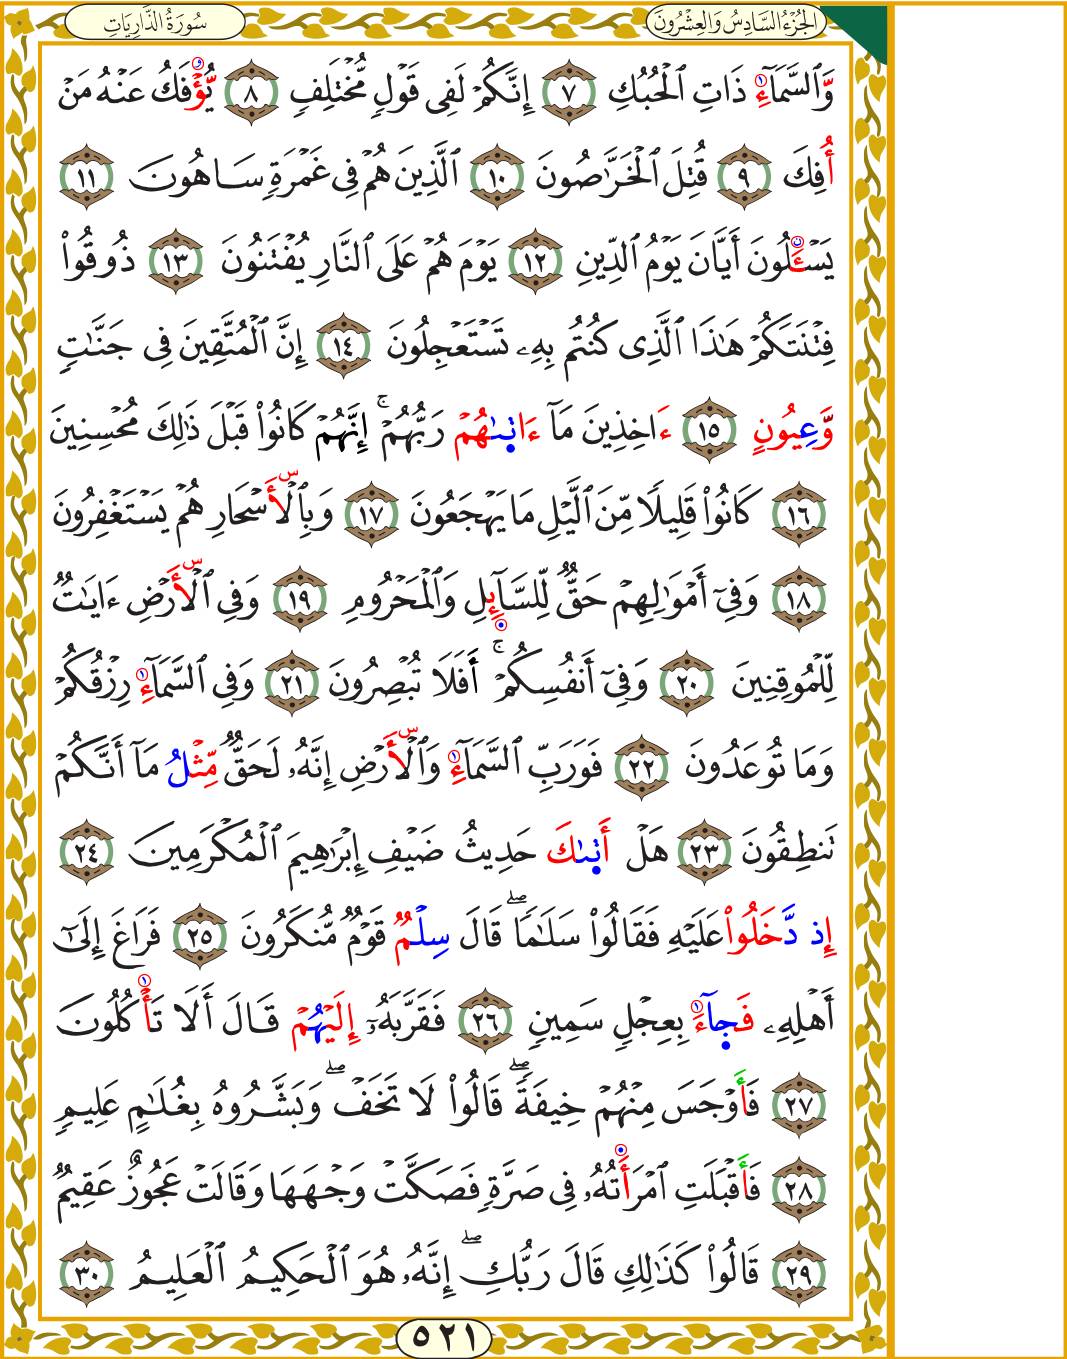 الجُزْءُ السَّادِسُ وَالعِشْرُونَ
سُورَةُ الذَّارِيَاتِ
وَٱلسَّمَآءِ ذَاتِ ٱلْحُبُكِ ٧ إِنَّكُمْ لَفِى قَوْلٍ مُّخْتَلِفٍ ٨ يُؤْفَكُ عَنْهُ مَنْ
أُفِكَ ٩ قُتِلَ ٱلْخَرَّٰصُونَ ١٠ ٱلَّذِينَ هُمْ فِى غَمْرَةٍ سَاهُونَ ١١
يَسْـَٔلُونَ أَيَّانَ يَوْمُ ٱلدِّينِ ١٢ يَوْمَ هُمْ عَلَى ٱلنَّارِ يُفْتَنُونَ ١٣ ذُوقُوا۟
فِتْنَتَكُمْ هَٰذَا ٱلَّذِى كُنتُم بِهِۦ تَسْتَعْجِلُونَ ١٤ إِنَّ ٱلْمُتَّقِينَ فِى جَنَّٰتٍ
وَّعِيُونٍ ١٥ ءَاخِذِينَ مَآ ءَاتٜىٰهُمْ رَبُّهُمْ ۚ إِنَّهُمْ كَانُوا۟ قَبْلَ ذَٰلِكَ مُحْسِنِينَ
١٦ كَانُوا۟ قَلِيلًا مِّنَ ٱلَّيْلِ مَا يَهْجَعُونَ ١٧ وَبِٱلْأَسْحَارِ هُمْ يَسْتَغْفِرُونَ
١٨ وَفِىٓ أَمْوَٰلِهِمْ حَقٌّ لِّلسَّآئِلِ وَٱلْمَحْرُومِ ١٩ وَفِى ٱلْأَرْضِ ءَايَٰتٌ
لِّلْمُوقِنِينَ ٢٠ وَفِىٓ أَنفُسِكُمْ ۚ أَفَلَا تُبْصِرُونَ ٢١ وَفِى ٱلسَّمَآءِ رِزْقُكُمْ
وَمَا تُوعَدُونَ ٢٢ فَوَرَبِّ ٱلسَّمَآءِ وَٱلْأَرْضِ إِنَّهُۥ لَحَقٌّ مِّثْلُ مَآ أَنَّكُمْ
تَنطِقُونَ ٢٣ هَلْ أَتٜىٰكَ حَدِيثُ ضَيْفِ إِبْرَٰهِيمَ ٱلْمُكْرَمِينَ ٢٤
إِذ دَّخَلُوا۟ عَلَيْهِ فَقَالُوا۟ سَلَٰمًا ۖ قَالَ سِلْمٌ قَوْمٌ مُّنكَرُونَ ٢٥ فَرَاغَ إِلَىٰٓ
أَهْلِهِۦ فَجآءَ بِعِجْلٍ سَمِينٍ ٢٦ فَقَرَّبَهُۥٓ إِلَيْهُمْ قَالَ أَلَا تَأْكُلُونَ
٢٧ فَأَوْجَسَ مِنْهُمْ خِيفَةً ۖ قَالُوا۟ لَا تَخَفْ ۖ وَبَشَّرُوهُ بِغُلَٰمٍ عَلِيمٍ
٢٨ فَأَقْبَلَتِ ٱمْرَأَتُهُۥ فِى صَرَّةٍ فَصَكَّتْ وَجْهَهَا وَقَالَتْ عَجُوزٌ عَقِيمٌ
٢٩ قَالُوا۟ كَذَٰلِكِ قَالَ رَبُّكِ ۖ إِنَّهُۥ هُوَ ٱلْحَكِيمُ ٱلْعَلِيمُ ٣٠
٥٢١